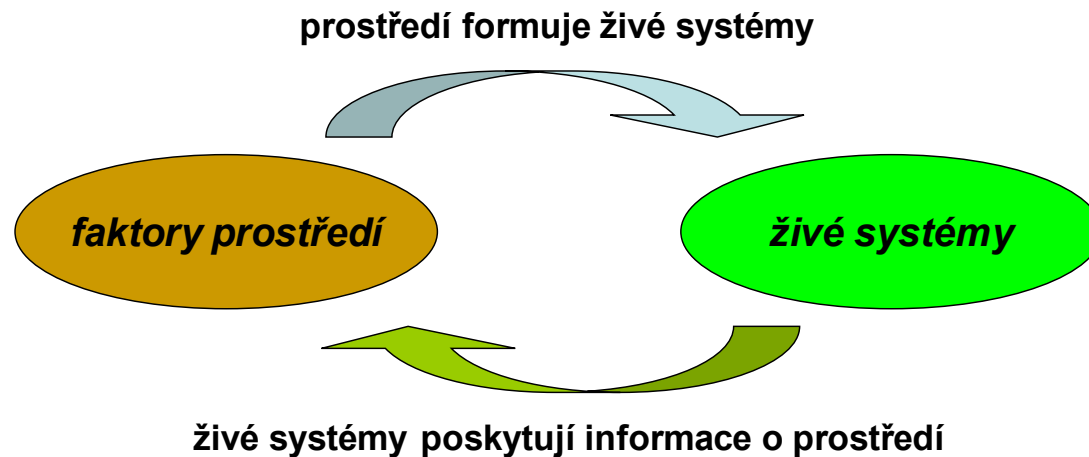 prostředí formuje živé systémy
faktory prostředí
živé systémy
živé systémy poskytují informace o prostředí